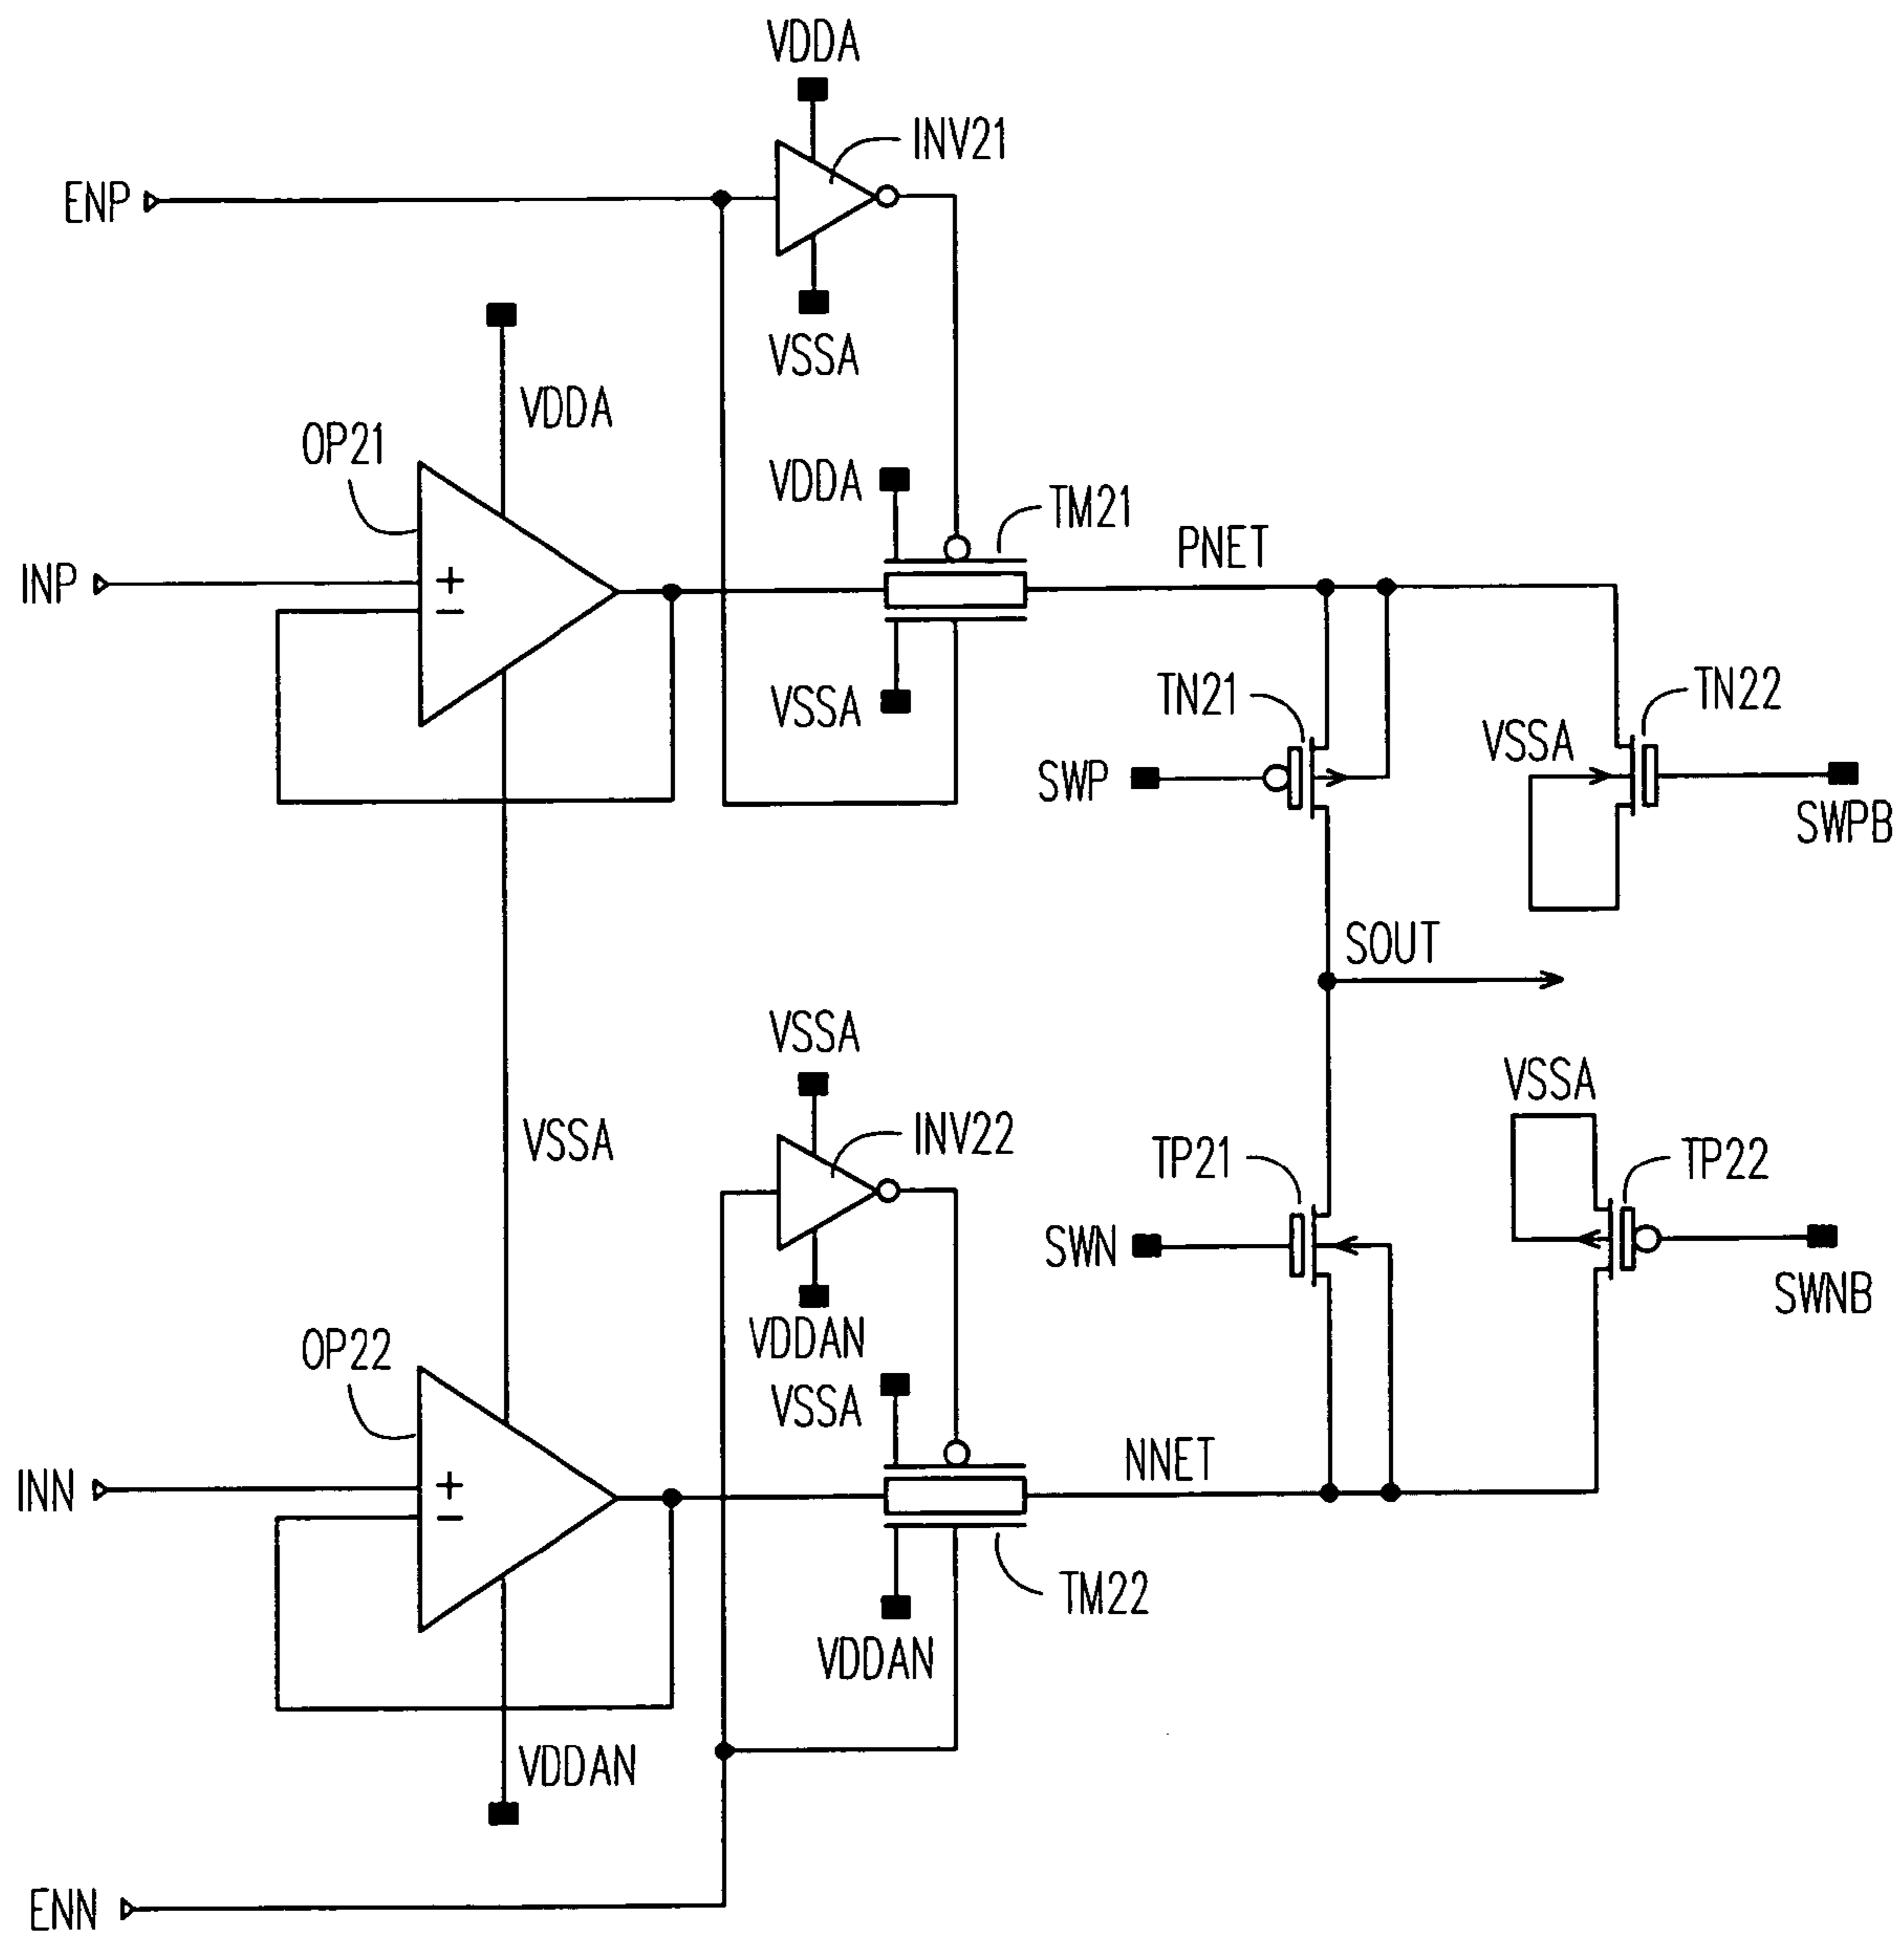 VDDA
INV21
ENP
VSSA
VDDA
OP21
VDDA
TM21
PNET
INP
+
−
VSSA
TN21
TN22
VSSA
SWP
SWPB
SOUT
VSSA
VSSA
INV22
VSSA
TP21
TP22
SWN
SWNB
VDDAN
OP22
VSSA
NNET
INN
+
−
TM22
VDDAN
VDDAN
ENN